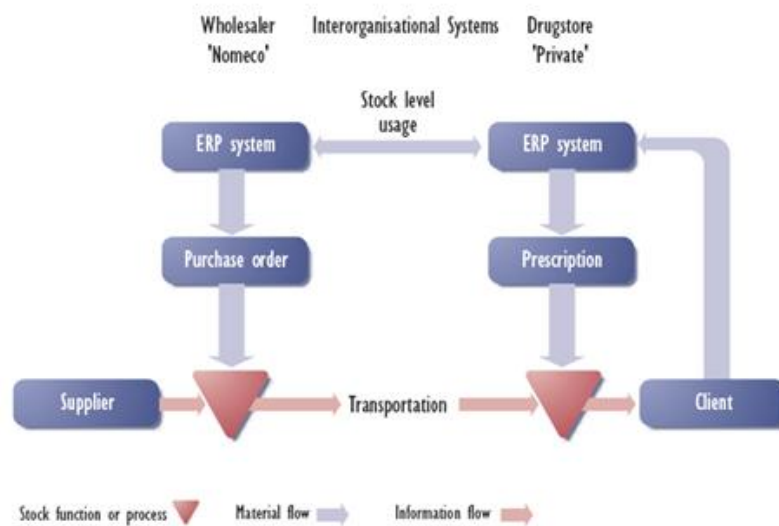 Wholesaler
'Nomeco'
Interorganisational Systems
Drugstore
'Private'
Stock level
usage
ERP system
ERP system
Purchase order
Prescription
Supplier
Transportation
Client
Stock function or process
Material flow
Information flow